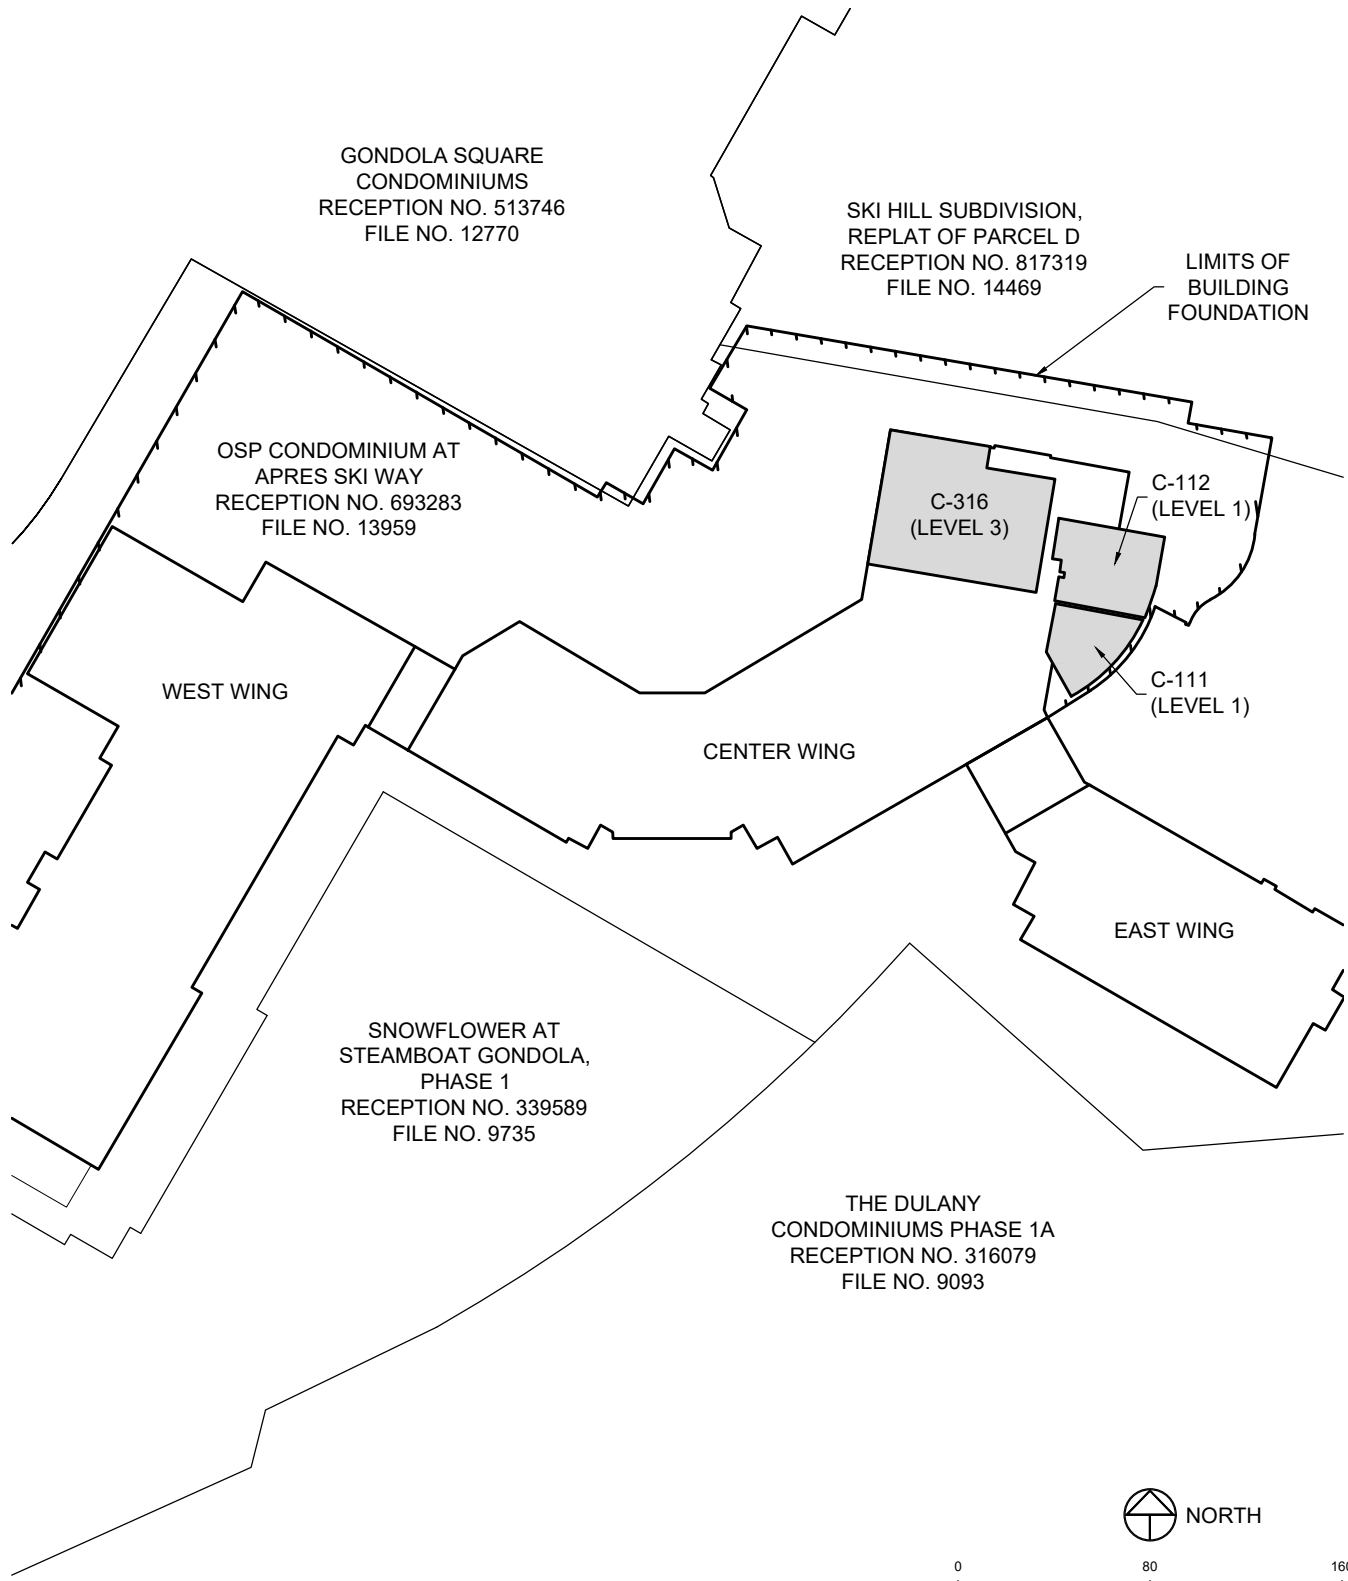 GONDOLA SQUARE
CONDOMINIUMS
RECEPTION NO. 513746
FILE NO. 12770
SKI HILL SUBDIVISION,
REPLAT OF PARCEL D
RECEPTION NO. 817319
FILE NO. 14469
LIMITS OF
BUILDING
FOUNDATION
OSP CONDOMINIUM AT
APRES SKI WAY
RECEPTION NO. 693283
FILE NO. 13959
C-316
(LEVEL 3)
C-112
(LEVEL 1)
C-111
(LEVEL 1)
WEST WING
CENTER WING
EAST WING
SNOWFLOWER AT
STEAMBOAT GONDOLA,
PHASE 1
RECEPTION NO. 339589
FILE NO. 9735
THE DULANY
CONDOMINIUMS PHASE 1A
RECEPTION NO. 316079
FILE NO. 9093
NORTH
0 80 160